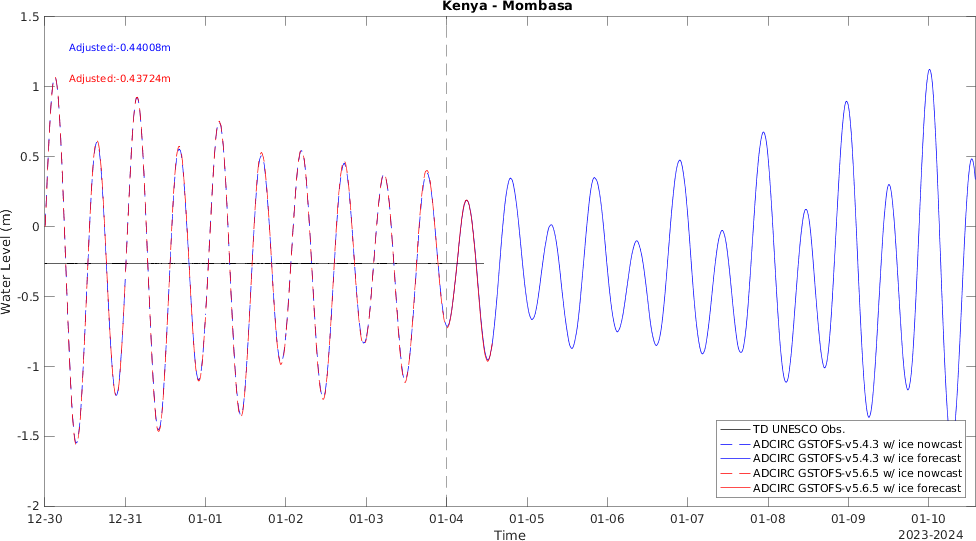 Kenya - Mombasa
1.5
Adjusted:-0.44008m
Adjusted:-0.43724m
1
0.5
0
-0.5
-1
-1.5
-2
Water Level (m)
TD UNESCO Obs.
ADCIRC GSTOFS-v5.4.3 w/ ice nowcast
ADCIRC GSTOFS-v5.4.3 w/ ice forecast
ADCIRC GSTOFS-v5.6.5 w/ ice nowcast
ADCIRC GSTOFS-v5.6.5 w/ ice forecast
12-30 12-31 01-01 01-02 01-03 01-04 01-05 01-06 01-07 01-08 01-09 01-10
Time
2023-2024